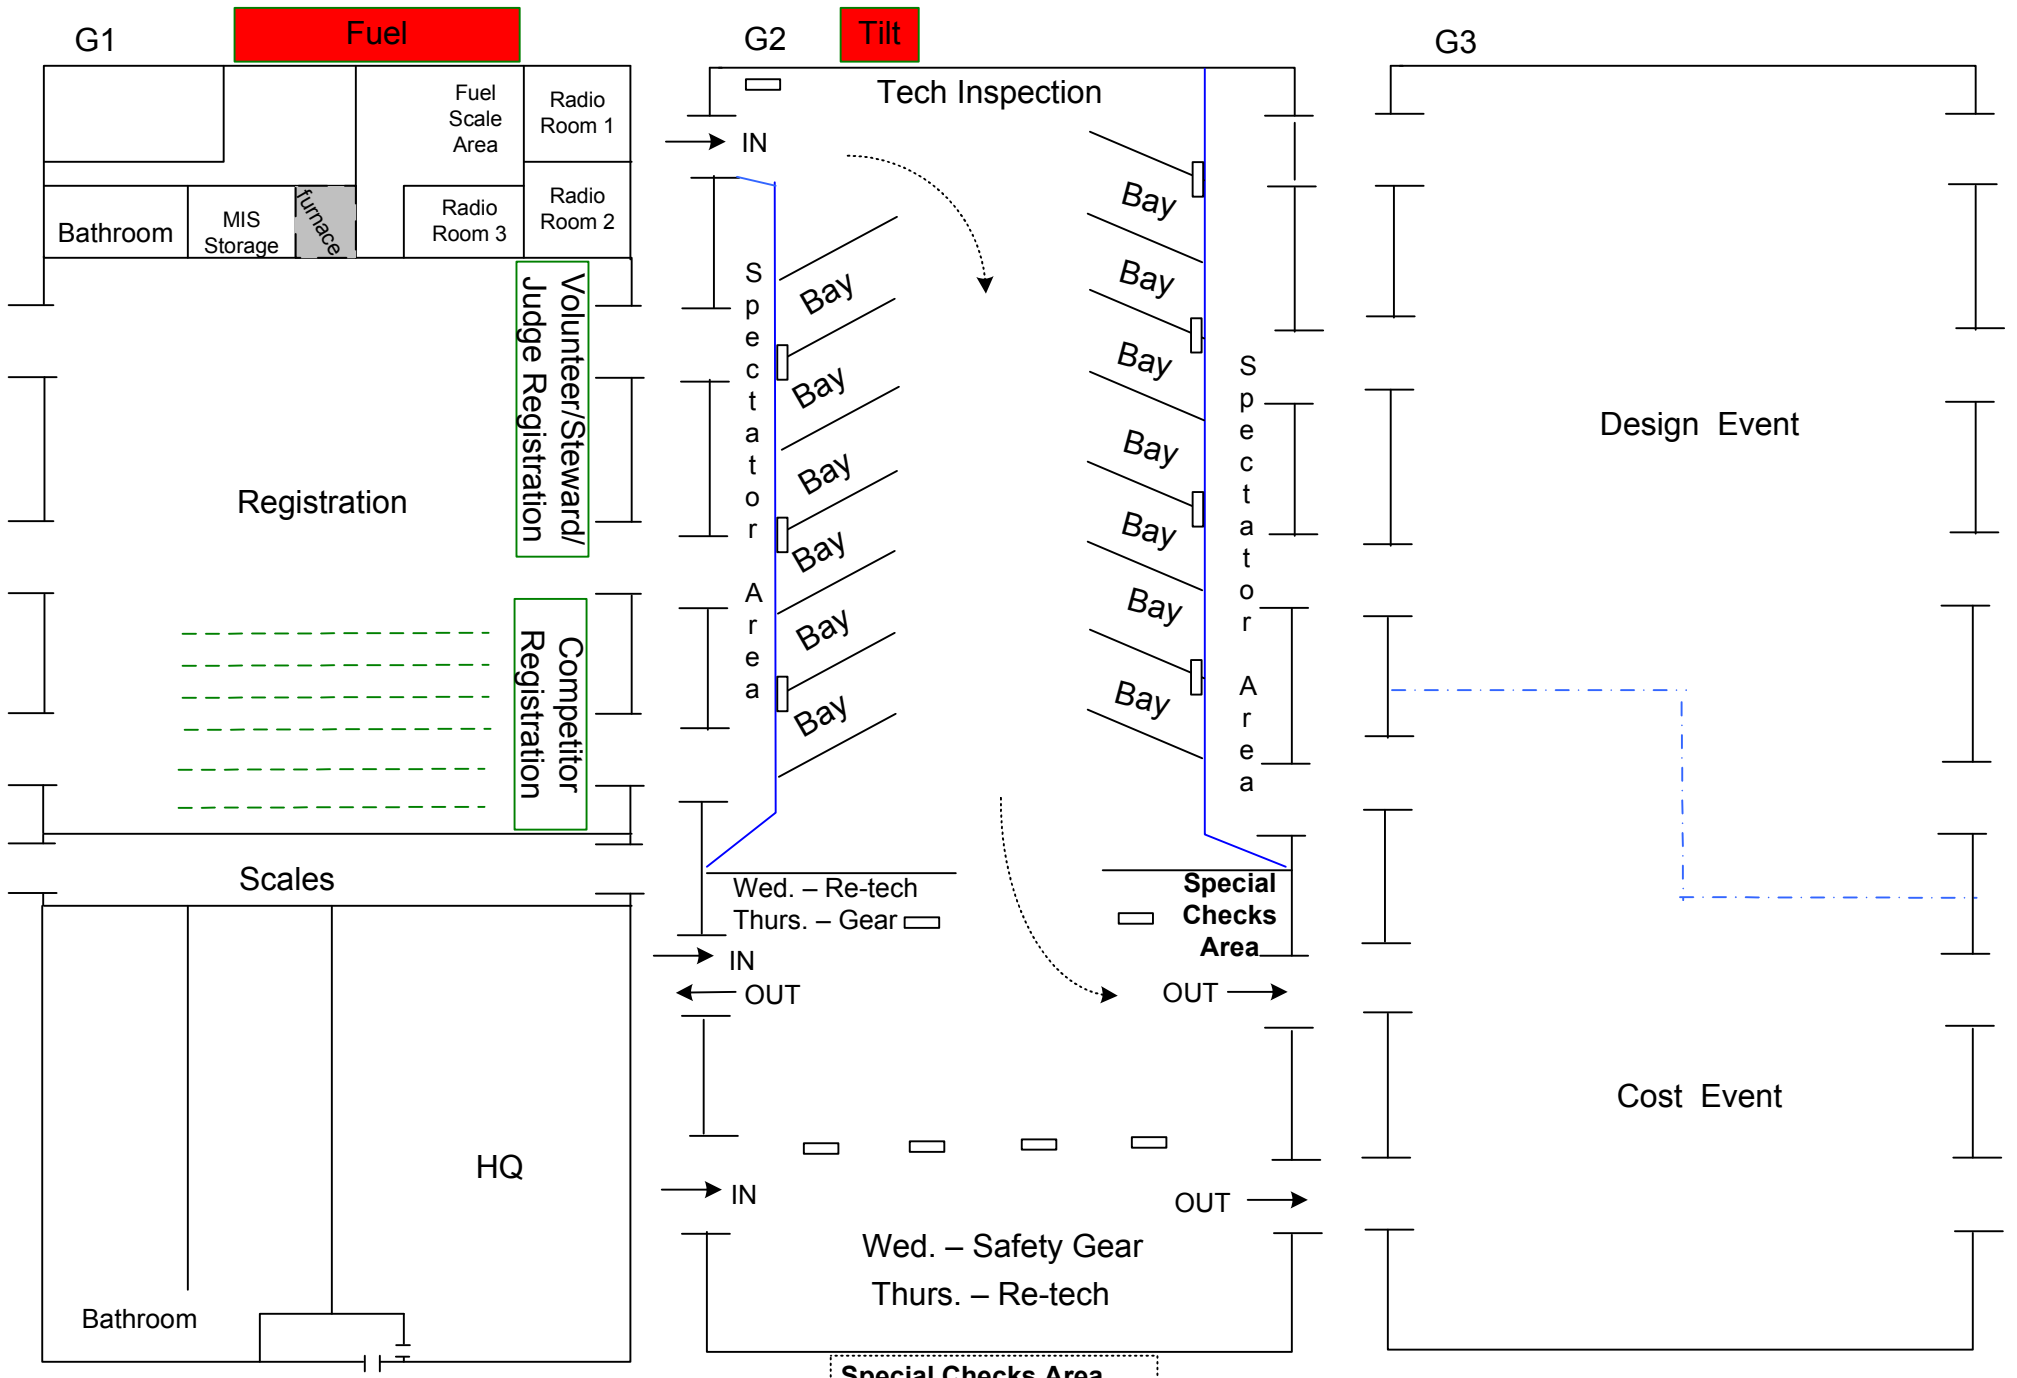 G1
Fuel
Fuel
Scale
Area
Radio
Room 1
Bathroom
MIS
Storage
furnace
Radio
Room 3
Radio
Room 2
Volunteer/Steward/
Judge Registration
Registration
Competitor
Registration
Scales
HQ
Bathroom
G2
Tilt
Tech Inspection
IN
Spectator Area
Bay
Bay
Bay
Bay
Bay
Bay
Bay
Bay
Bay
Bay
Bay
Bay
Bay
Spectator Area
Wed. – Re-tech
Thurs. – Gear
Special
Checks
Area
IN
OUT
OUT
IN
OUT
Wed. – Safety Gear
Thurs. – Re-tech
Special Checks Area
G3
Design Event
Cost Event